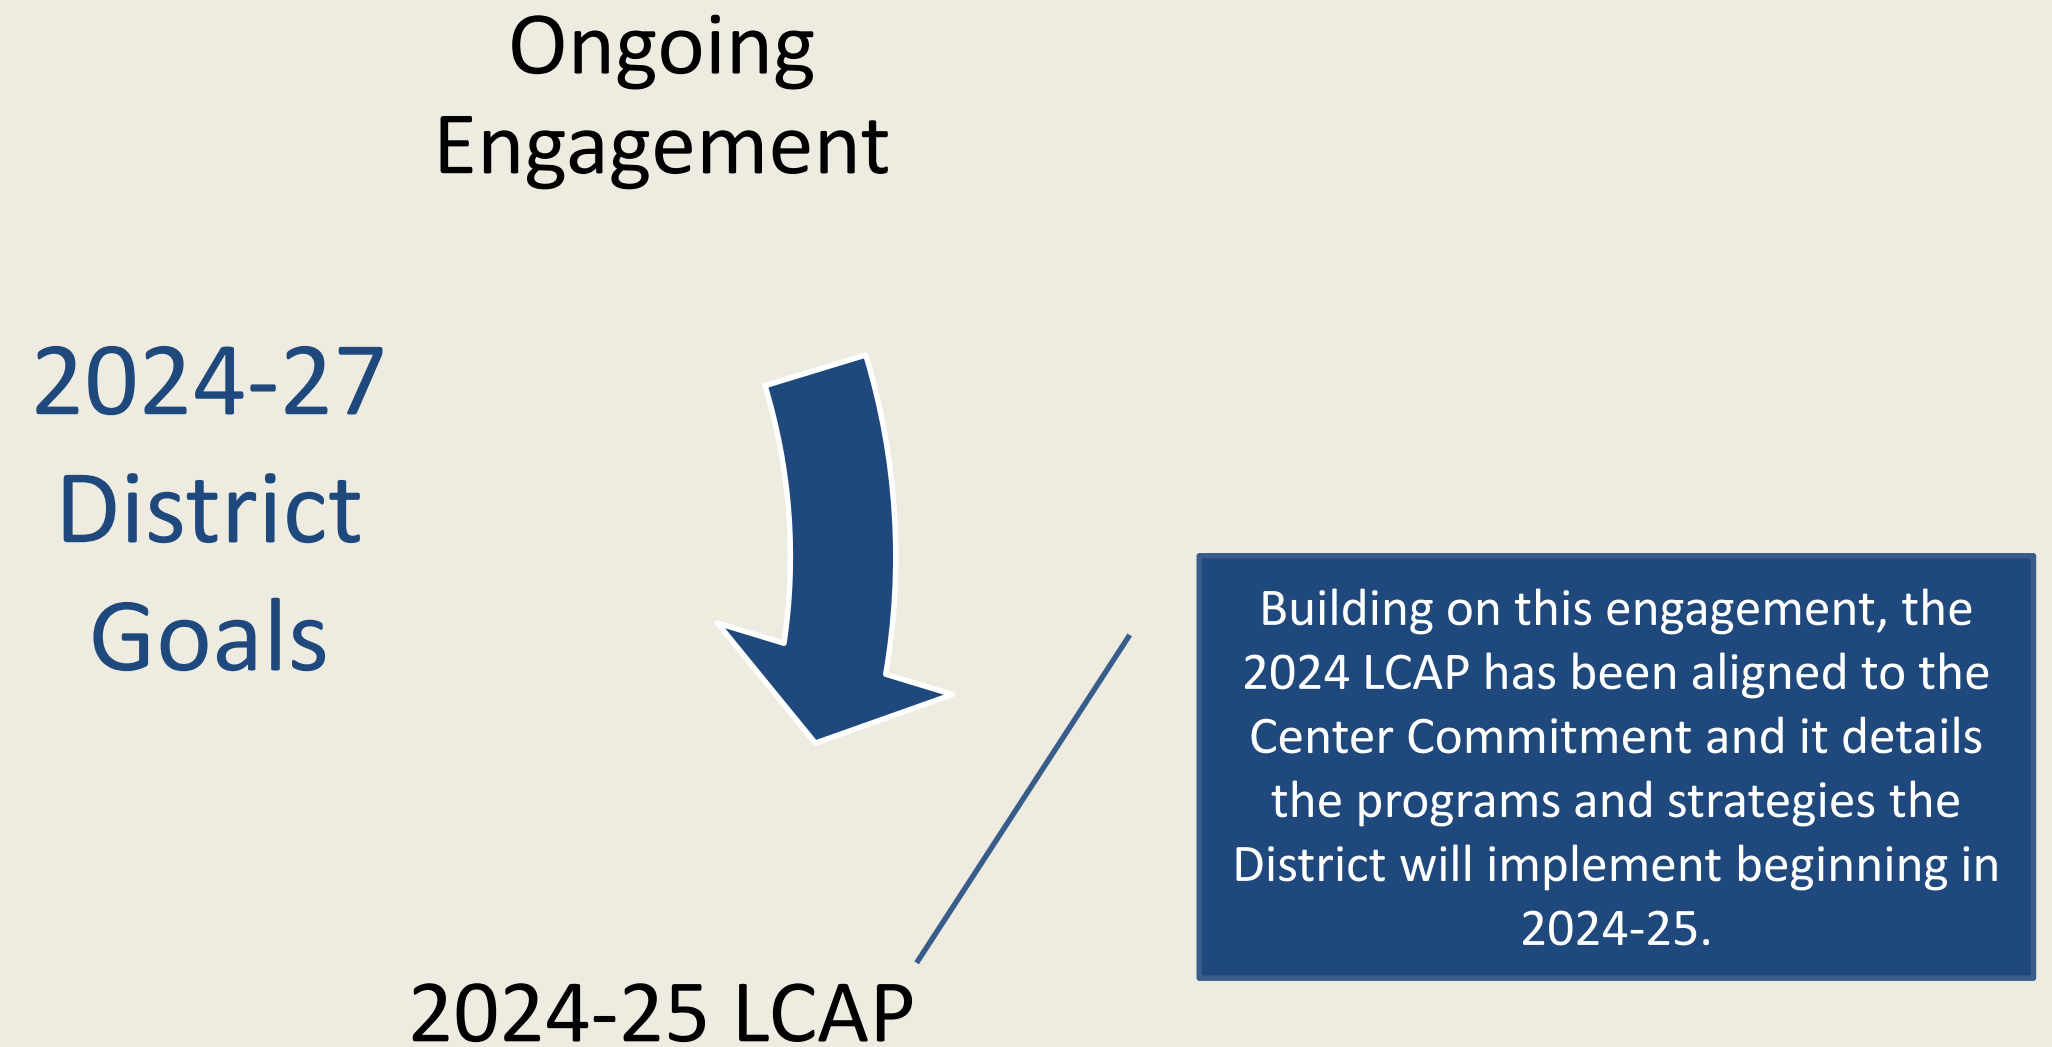 Ongoing
Engagement
2024-27
District
Goals
Building on this engagement, the
2024 LCAP has been aligned to the
Center Commitment and it details
the programs and strategies the
District will implement beginning in
2024-25.
2024-25 LCAP